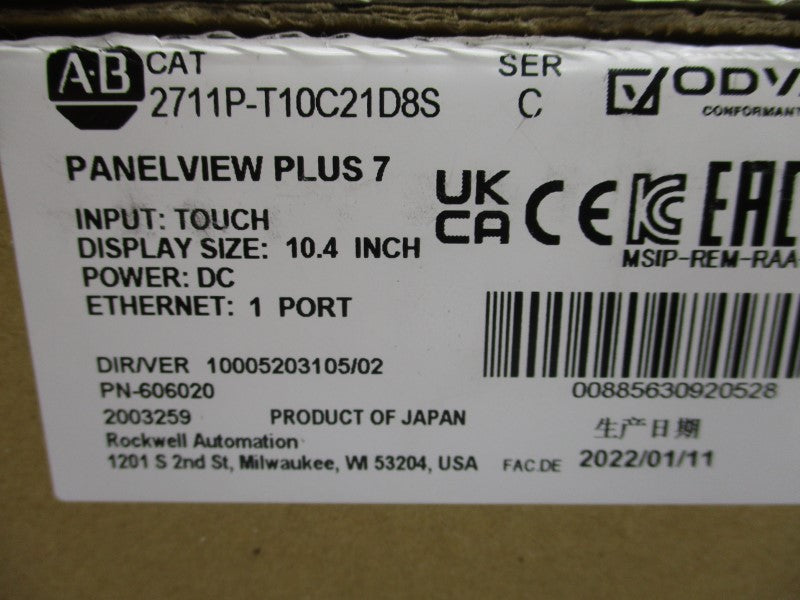 A·B CAT SER
2711P-T10C21D8S C
CONFORMANT
PANELVIEW PLUS 7
UK CA CE KC EAC
INPUT: TOUCH
DISPLAY SIZE: 10.4 INCH
MSIP-REM-RAA-
POWER: DC
ETHERNET: 1 PORT
DIR/VER 10005203105/02
00885630920528
PN-606020
2003259 PRODUCT OF JAPAN
生产日期
Rockwell Automation
1201 S 2nd St, Milwaukee, WI 53204, USA FAC.DE 2022/01/11